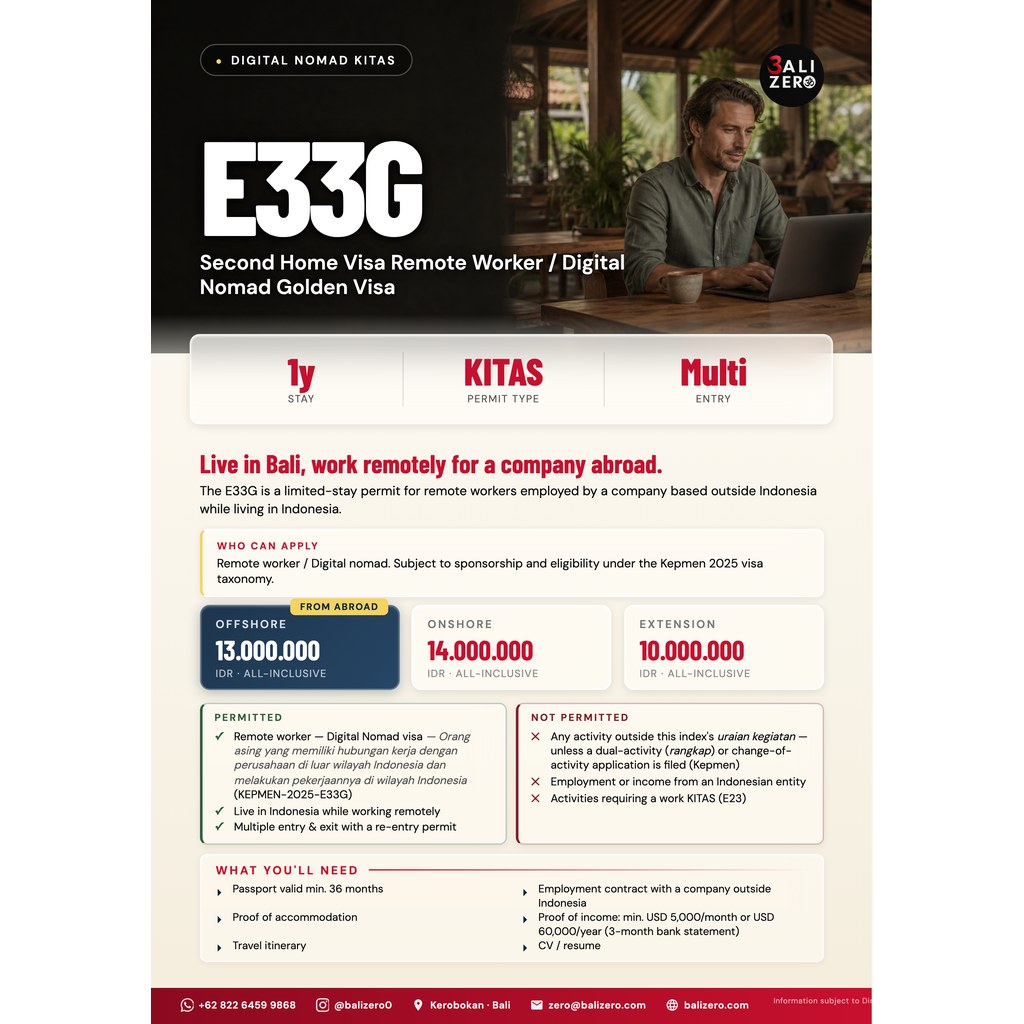 • DIGITAL NOMAD KITAS
3ALI
ZERO
E33G
Second Home Visa Remote Worker / Digital
Nomad Golden Visa
1y
STAY
KITAS
PERMIT TYPE
Multi
ENTRY
Live in Bali, work remotely for a company abroad.
The E33G is a limited-stay permit for remote workers employed by a company based outside Indonesia
while living in Indonesia.
WHO CAN APPLY
Remote worker / Digital nomad. Subject to sponsorship and eligibility under the Kepmen 2025 visa
taxonomy.
FROM ABROAD
OFFSHORE
13.000.000
IDR · ALL-INCLUSIVE
ONSHORE
14.000.000
IDR · ALL-INCLUSIVE
EXTENSION
10.000.000
IDR · ALL-INCLUSIVE
PERMITTED
✓ Remote worker — Digital Nomad visa — Orang
asing yang memiliki hubungan kerja dengan
perusahaan di luar wilayah Indonesia dan
melakukan pekerjaannya di wilayah Indonesia
(KEPMEN-2025-E33G)
✓ Live in Indonesia while working remotely
✓ Multiple entry & exit with a re-entry permit
NOT PERMITTED
✕ Any activity outside this index's uraian kegiatan —
unless a dual-activity (rangkap) or change-of-
activity application is filed (Kepmen)
✕ Employment or income from an Indonesian entity
✕ Activities requiring a work KITAS (E23)
WHAT YOU'LL NEED
Passport valid min. 36 months
Employment contract with a company outside
Indonesia
Proof of accommodation
Proof of income: min. USD 5,000/month or USD
60,000/year (3-month bank statement)
Travel itinerary
CV / resume
+62 822 6459 9868
@balizero0
Kerobokan · Bali
zero@balizero.com
balizero.com
Information subject to